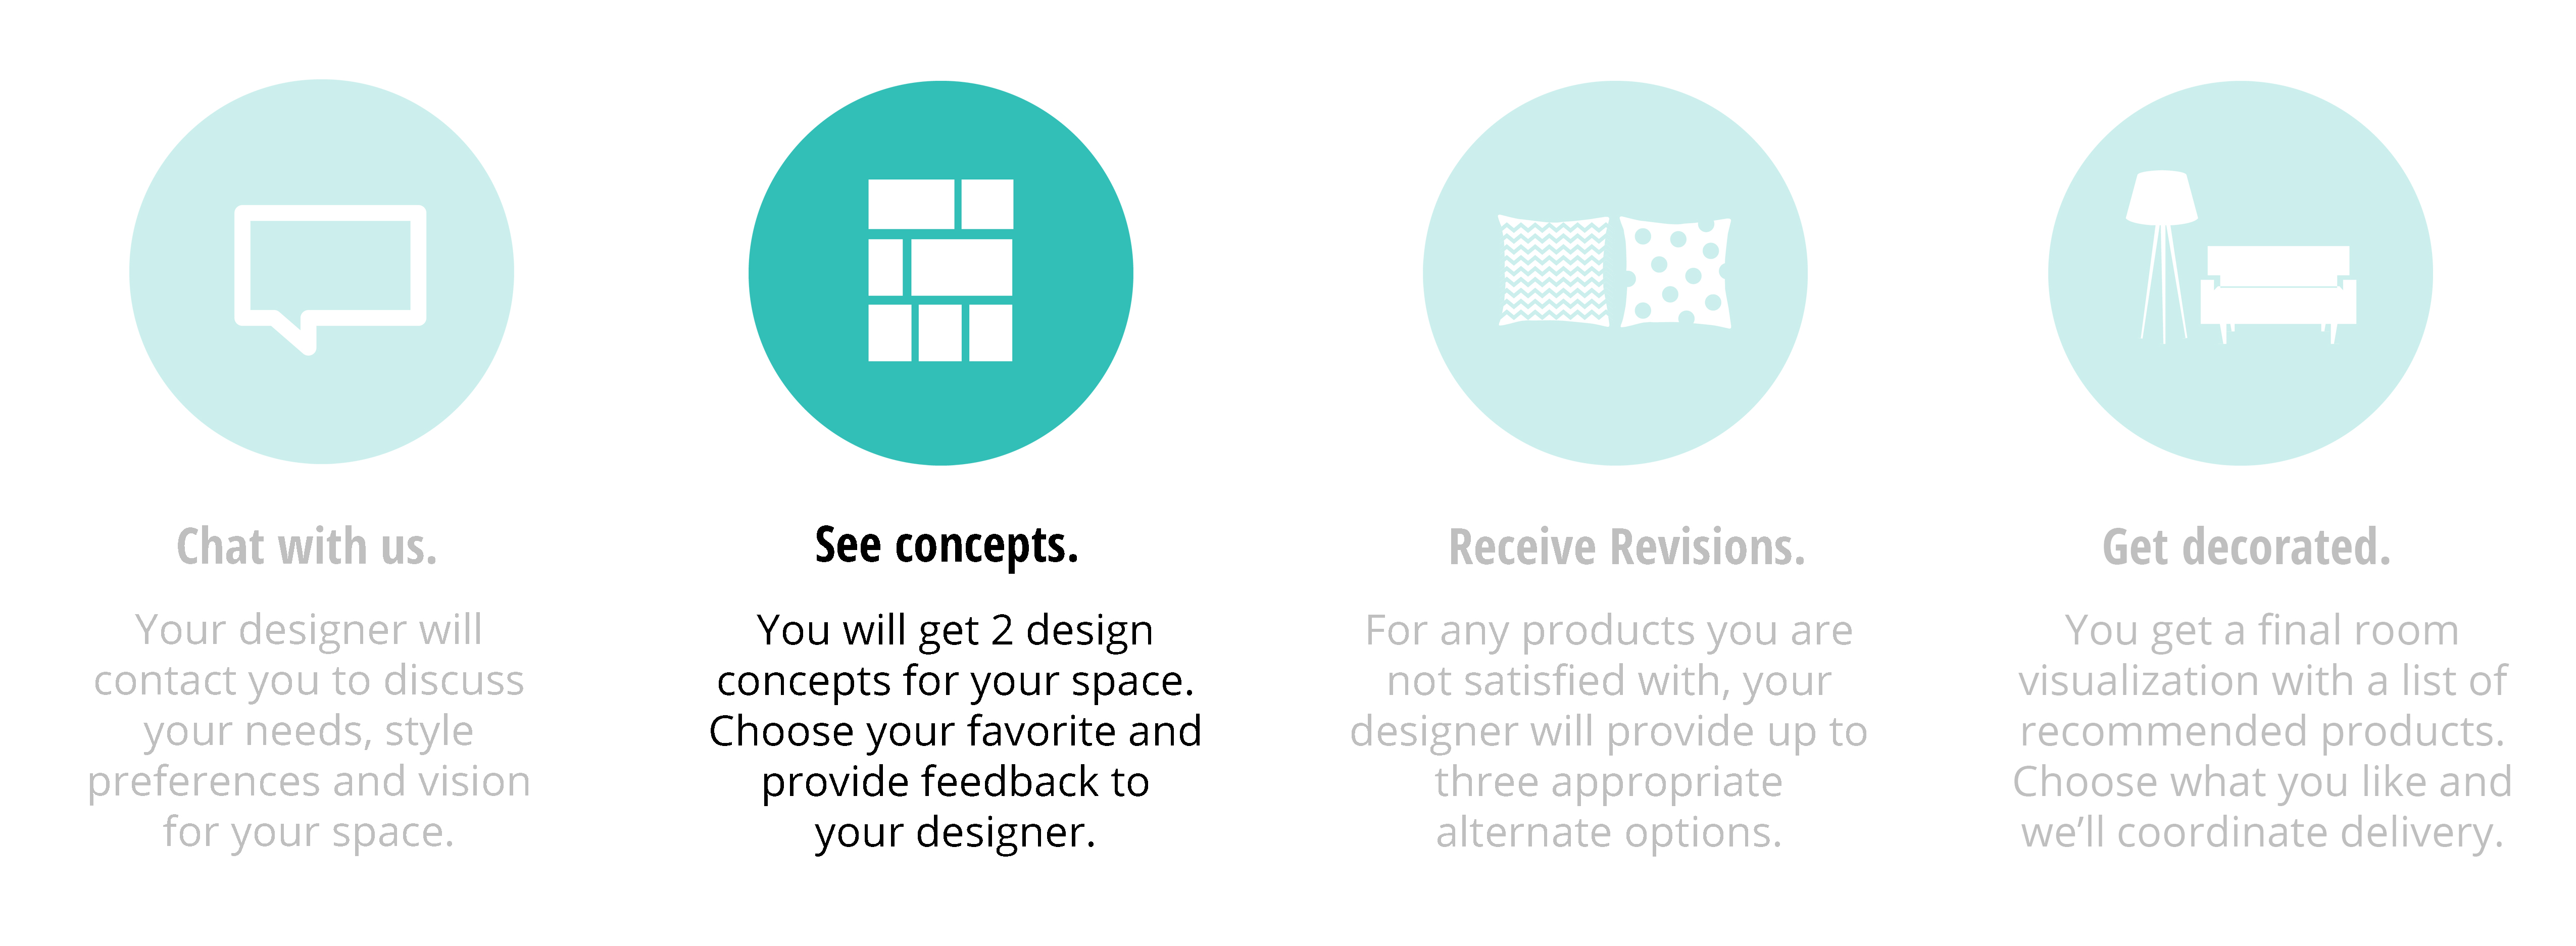 Chat with us.
Your designer will
contact you to discuss
your needs, style
preferences and vision
for your space.
See concepts.
You will get 2 design
concepts for your space.
Choose your favorite and
provide feedback to
your designer.
Receive Revisions.
For any products you are
not satisfied with, your
designer will provide up to
three appropriate
alternate options.
Get decorated.
You get a final room
visualization with a list of
recommended products.
Choose what you like and
we’ll coordinate delivery.